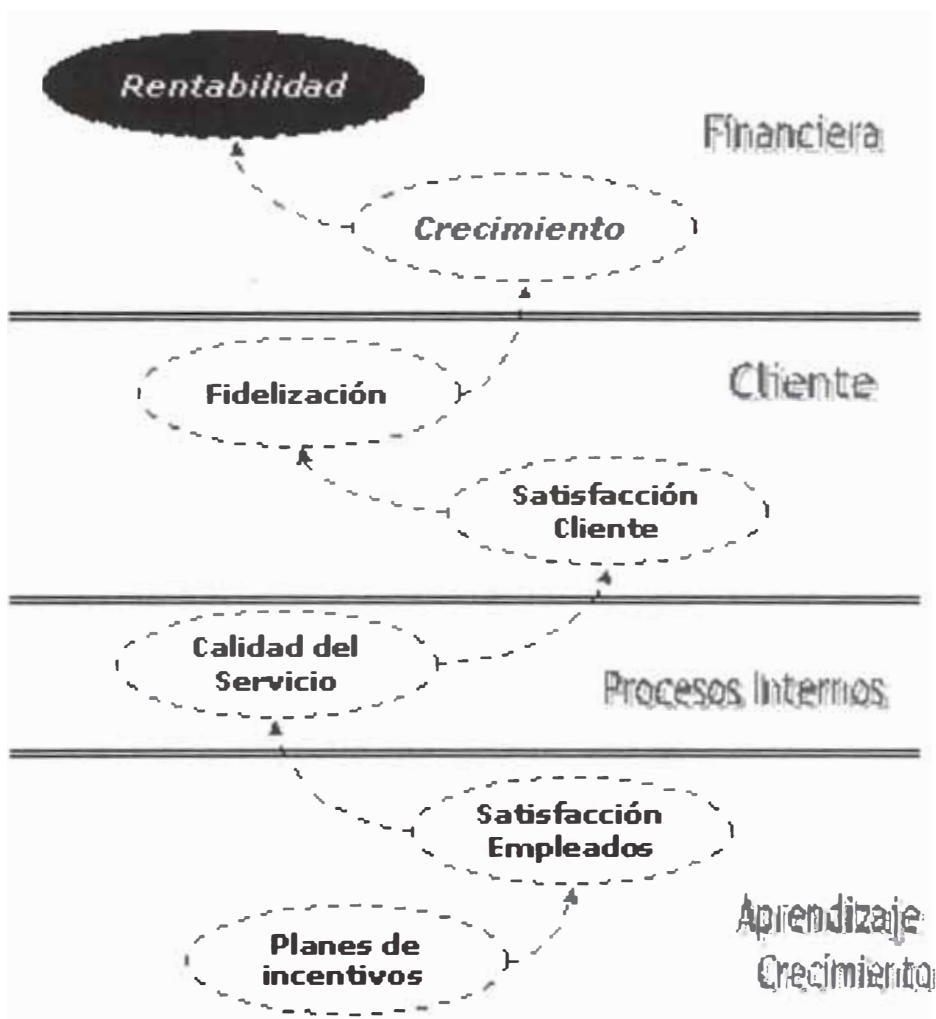 Rentabilidad
Financiera
Crecimiento
Fidelización
Cliente
Satisfacción
Cliente
Calidad del
Servicio
Procesos Internos
Satisfacción
Empleados
Aprendizaje
Crecimiento
Planes de
incentivos